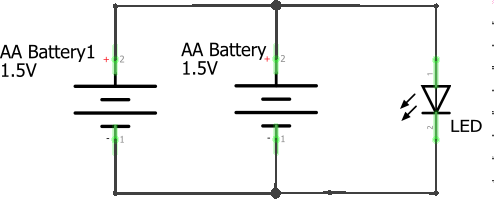 AA Battery1
1.5V
+ 2
- 1
AA Battery
1.5V
+ 2
- 1
1
2
LED